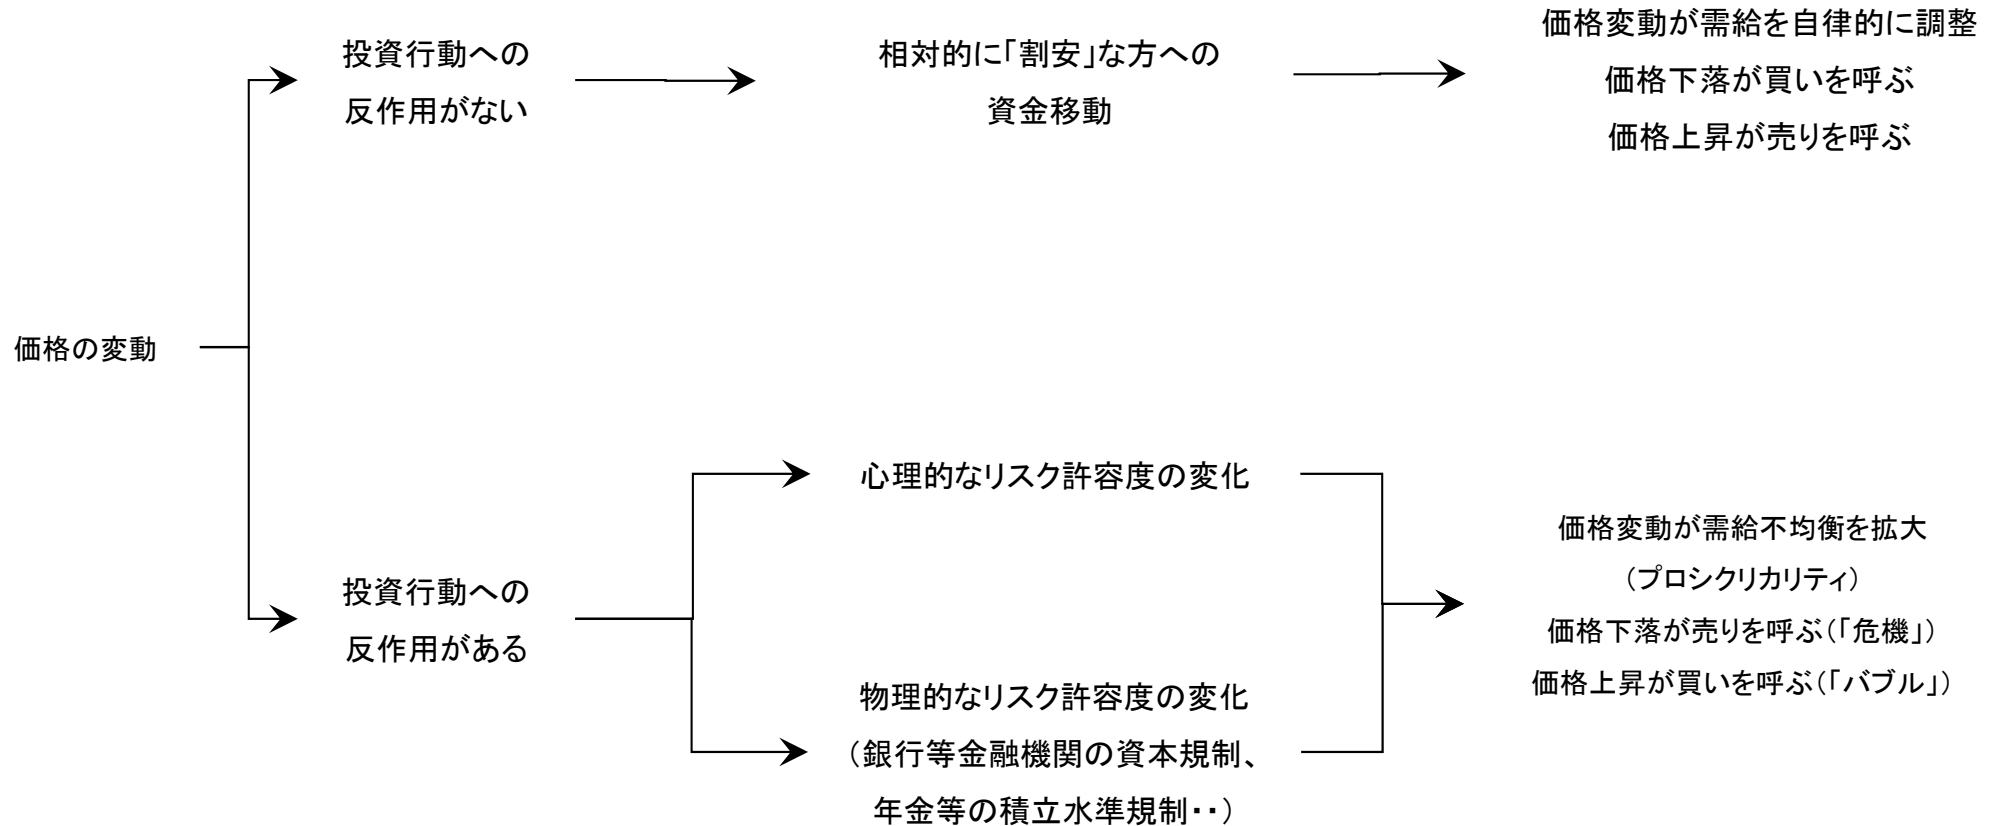 価格の変動
投資行動への
反作用がない
相対的に「割安」な方への
資金移動
価格変動が需給を自律的に調整
価格下落が買いを呼ぶ
価格上昇が売りを呼ぶ
投資行動への
反作用がある
心理的なリスク許容度の変化
物理的なリスク許容度の変化
（銀行等金融機関の資本規制、
年金等の積立水準規制・・）
価格変動が需給不均衡を拡大
（プロシクリカリティ）
価格下落が売りを呼ぶ（「危機」）
価格上昇が買いを呼ぶ（「バブル」）